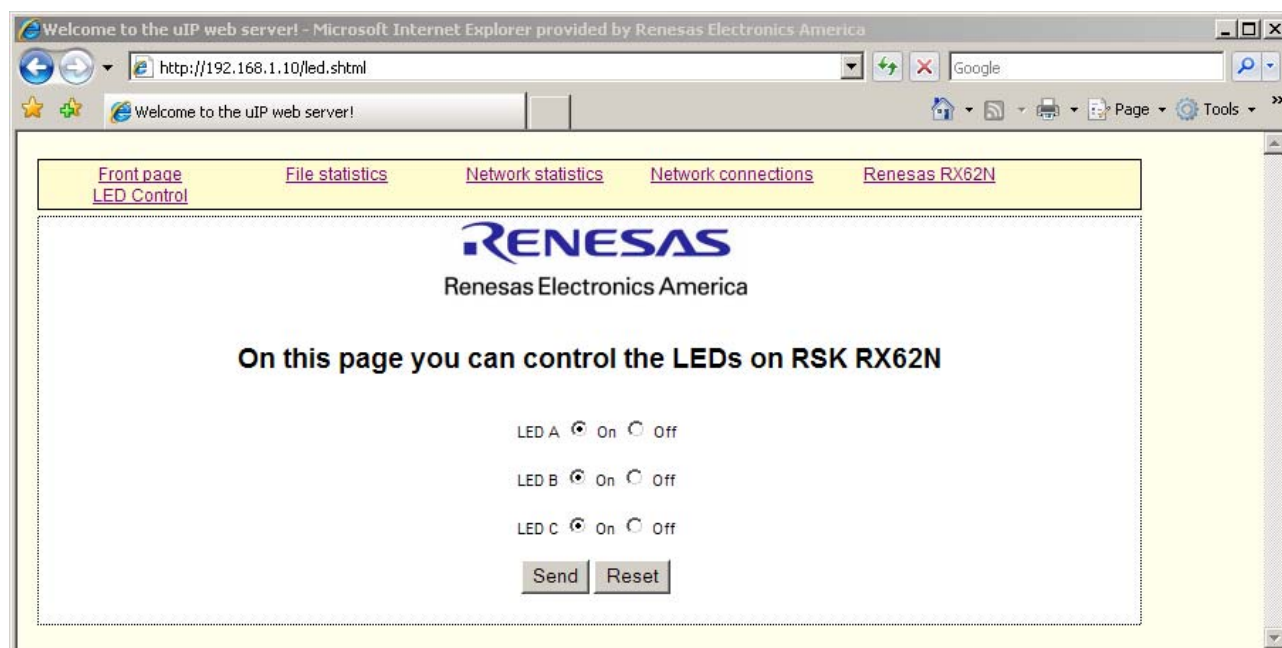 Welcome to the uIP web server! - Microsoft Internet Explorer provided by Renesas Electronics America
http://192.168.1.10/led.shtml
Google
Welcome to the uIP web server!
Page
Tools
Front page File statistics Network statistics Network connections Renesas RX62N
LED Control
RENESAS
Renesas Electronics America
On this page you can control the LEDs on RSK RX62N
LED A On Off
LED B On Off
LED C On Off
Send Reset